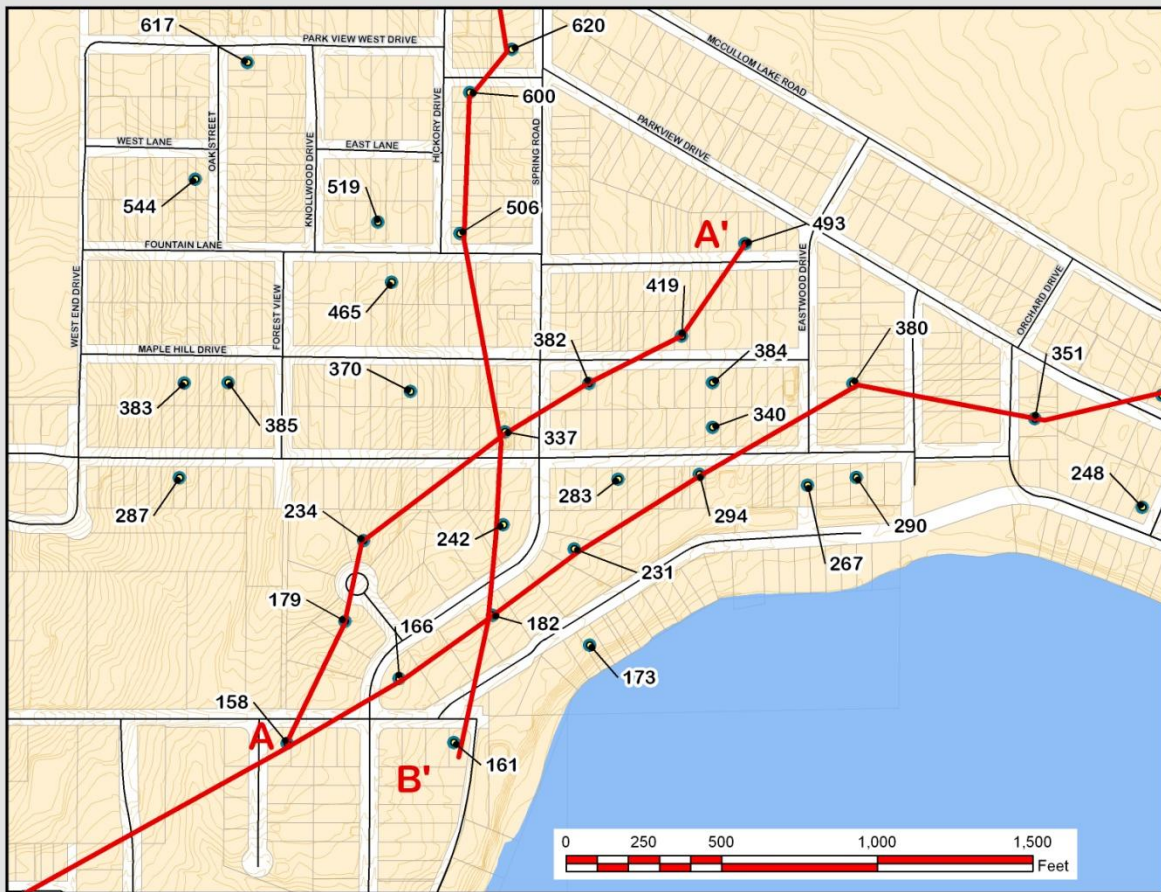 617
PARK VIEW WEST DRIVE
620
MCCULLOM LAKE ROAD
600
HICKORY DRIVE
SPRING ROAD
PARKVIEW DRIVE
WEST LANE
OAK STREET
KNOLLWOOD DRIVE
EAST LANE
544
519
506
A'
493
FOUNTAIN LANE
WEST END DRIVE
FOREST VIEW
465
419
EASTWOOD DRIVE
ORCHARD DRIVE
MAPLE HILL DRIVE
382
384
380
351
383
385
370
340
337
287
234
242
283
294
290
248
231
267
179
166
182
173
158
A
B'
161
0 250 500 1,000 1,500
Feet